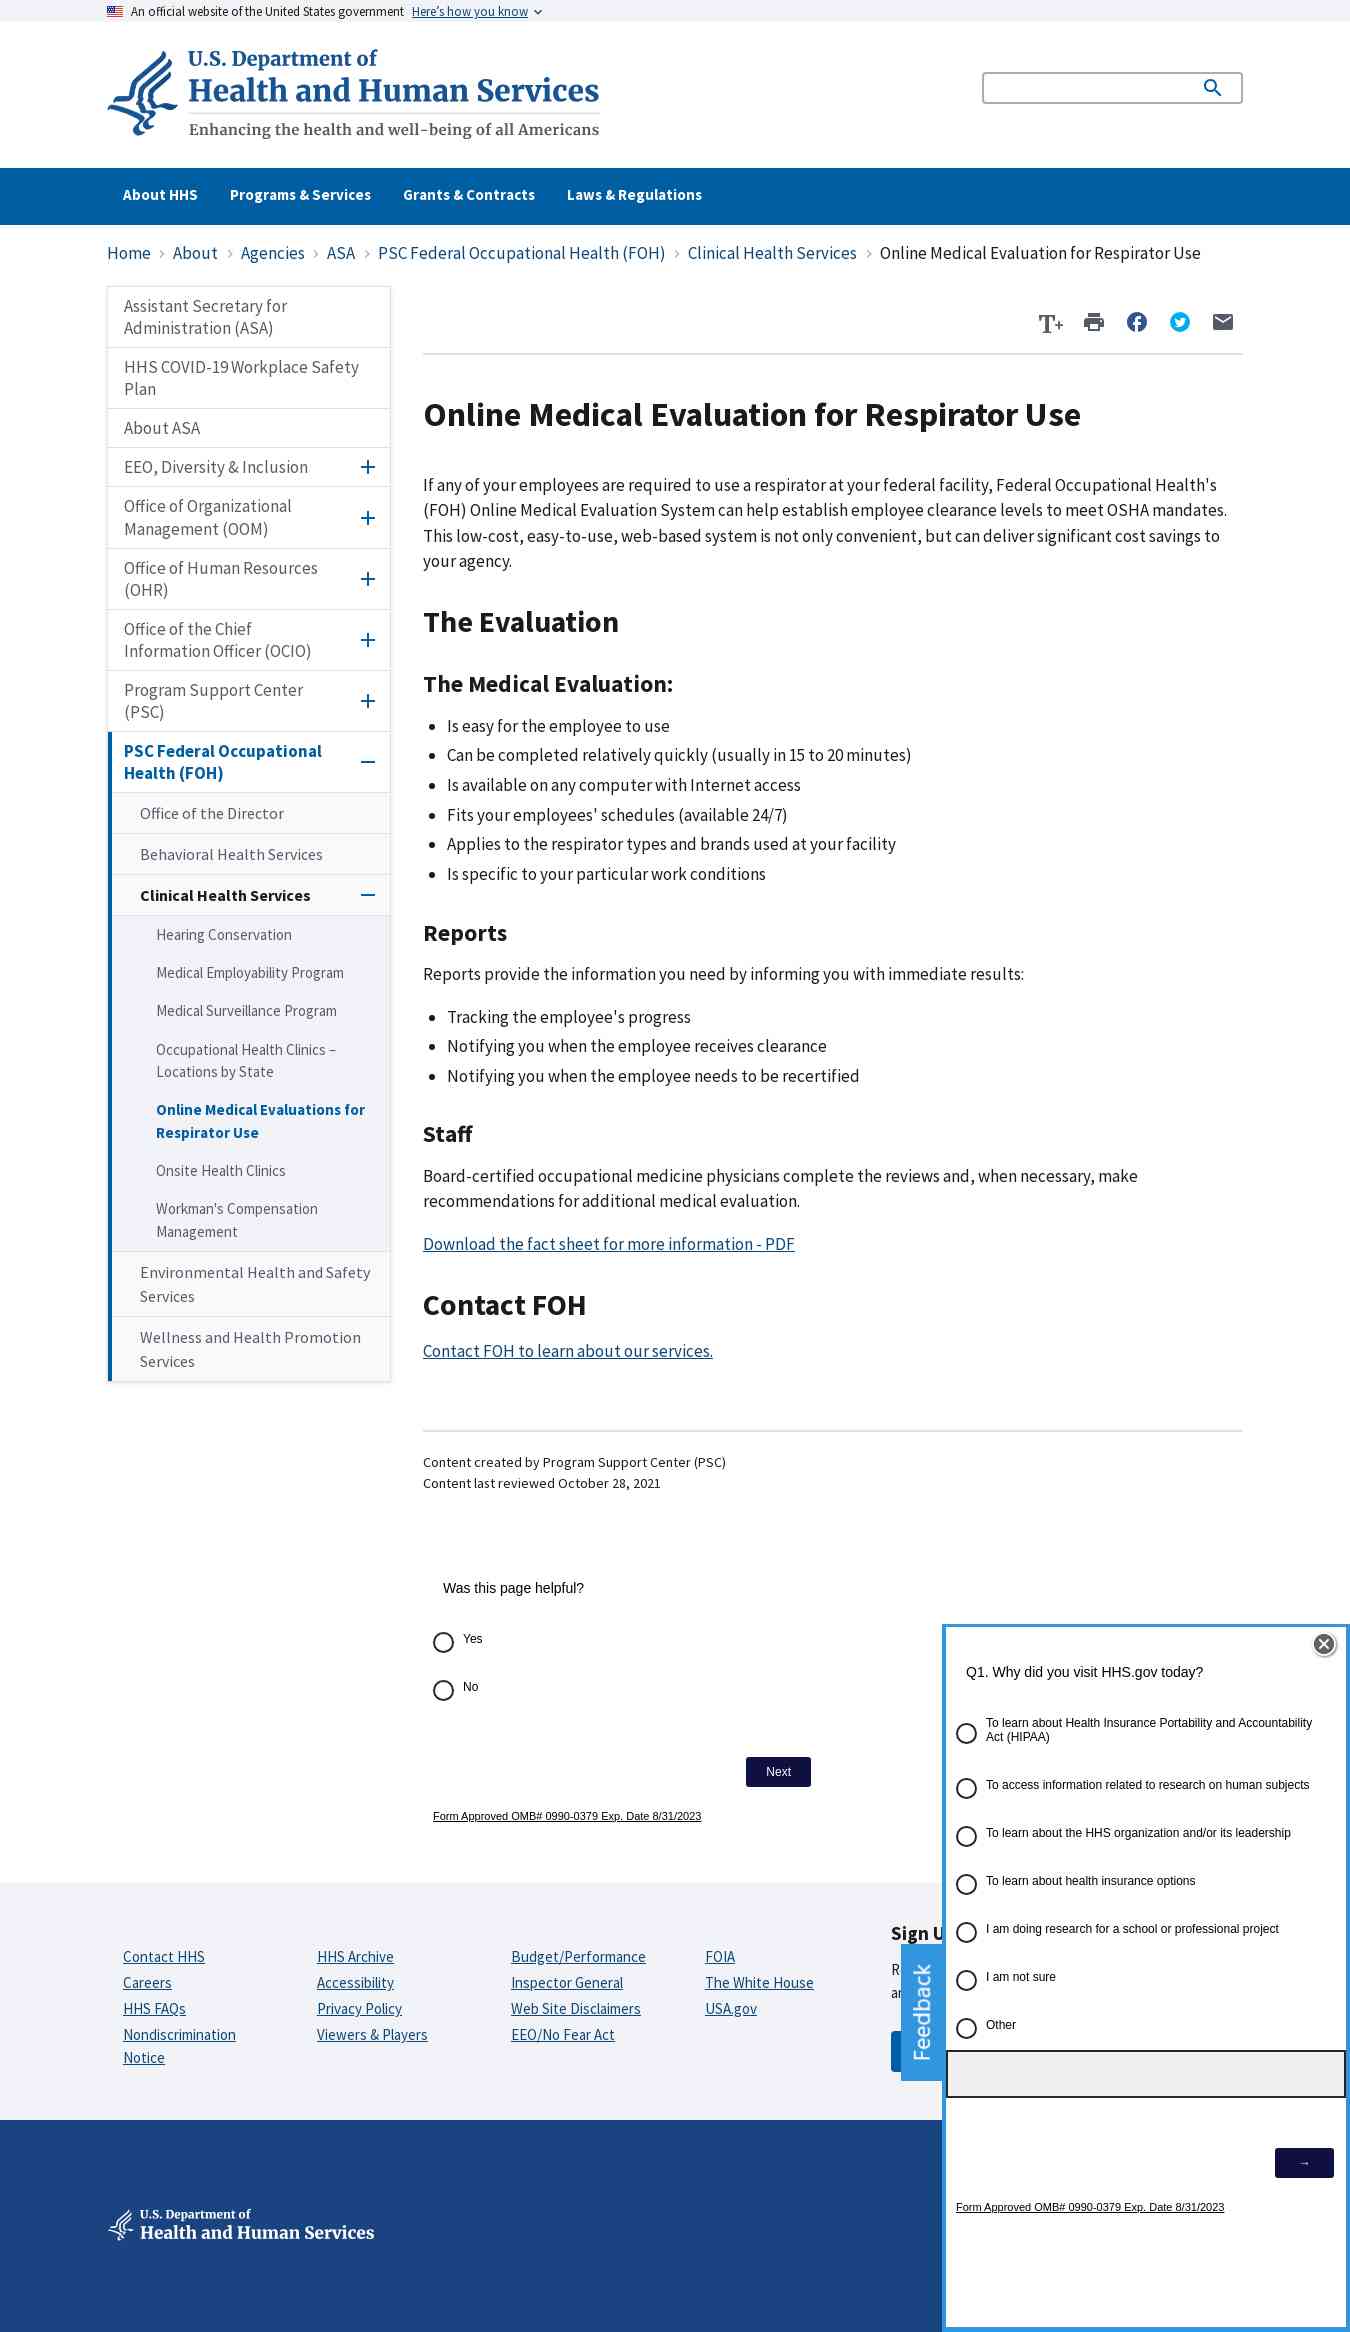 An official website of the United States government Here's how you know
U.S. Department of
Health and Human Services
Enhancing the health and well-being of all Americans
About HHS Programs & Services Grants & Contracts Laws & Regulations
Home › About › Agencies › ASA › PSC Federal Occupational Health (FOH) › Clinical Health Services › Online Medical Evaluation for Respirator Use
Assistant Secretary for
Administration (ASA)
HHS COVID-19 Workplace Safety
Plan
About ASA
EEO, Diversity & Inclusion
Office of Organizational
Management (OOM)
Office of Human Resources
(OHR)
Office of the Chief
Information Officer (OCIO)
Program Support Center
(PSC)
PSC Federal Occupational
Health (FOH)
Office of the Director
Behavioral Health Services
Clinical Health Services
Hearing Conservation
Medical Employability Program
Medical Surveillance Program
Occupational Health Clinics –
Locations by State
Online Medical Evaluations for
Respirator Use
Onsite Health Clinics
Workman's Compensation
Management
Environmental Health and Safety
Services
Wellness and Health Promotion
Services
T+
Online Medical Evaluation for Respirator Use
If any of your employees are required to use a respirator at your federal facility, Federal Occupational Health's
(FOH) Online Medical Evaluation System can help establish employee clearance levels to meet OSHA mandates.
This low-cost, easy-to-use, web-based system is not only convenient, but can deliver significant cost savings to
your agency.
The Evaluation
The Medical Evaluation:
• Is easy for the employee to use
• Can be completed relatively quickly (usually in 15 to 20 minutes)
• Is available on any computer with Internet access
• Fits your employees' schedules (available 24/7)
• Applies to the respirator types and brands used at your facility
• Is specific to your particular work conditions
Reports
Reports provide the information you need by informing you with immediate results:
• Tracking the employee's progress
• Notifying you when the employee receives clearance
• Notifying you when the employee needs to be recertified
Staff
Board-certified occupational medicine physicians complete the reviews and, when necessary, make
recommendations for additional medical evaluation.
Download the fact sheet for more information - PDF
Contact FOH
Contact FOH to learn about our services.
Content created by Program Support Center (PSC)
Content last reviewed October 28, 2021
Was this page helpful?
Yes
No
Next
Form Approved OMB# 0990-0379 Exp. Date 8/31/2023
Q1. Why did you visit HHS.gov today?
To learn about Health Insurance Portability and Accountability
Act (HIPAA)
To access information related to research on human subjects
To learn about the HHS organization and/or its leadership
To learn about health insurance options
I am doing research for a school or professional project
I am not sure
Other
→
Form Approved OMB# 0990-0379 Exp. Date 8/31/2023
Feedback
Contact HHS
Careers
HHS FAQs
Nondiscrimination
Notice
HHS Archive
Accessibility
Privacy Policy
Viewers & Players
Budget/Performance
Inspector General
Web Site Disclaimers
EEO/No Fear Act
FOIA
The White House
USA.gov
Sign
U.S. Department of
Health and Human Services